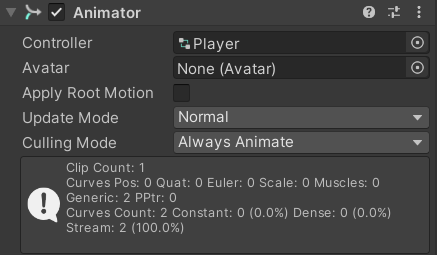 Animator
Controller Player
Avatar None (Avatar)
Apply Root Motion
Update Mode Normal
Culling Mode Always Animate
Clip Count: 1
Curves Pos: 0 Quat: 0 Euler: 0 Scale: 0 Muscles: 0
Generic: 2 PPtr: 0
Curves Count: 2 Constant: 0 (0.0%) Dense: 0 (0.0%)
Stream: 2 (100.0%)